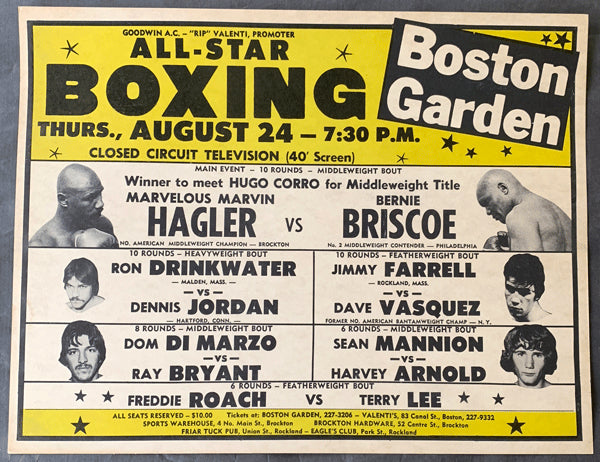 GOODWIN A.C. – "RIP" VALENTI, PROMOTER
ALL-STAR
BOXING
Boston
Garden
THURS., AUGUST 24 – 7:30 P.M.
CLOSED CIRCUIT TELEVISION (40' Screen)
MAIN EVENT – 10 ROUNDS – MIDDLEWEIGHT BOUT
Winner to meet HUGO CORRO for Middleweight Title
MARVELOUS MARVIN
HAGLER
NO. AMERICAN MIDDLEWEIGHT CHAMPION – BROCKTON
VS
BERNIE
BRISCOE
No. 2 MIDDLEWEIGHT CONTENDER – PHILADELPHIA
10 ROUNDS – HEAVYWEIGHT BOUT
RON DRINKWATER
— MALDEN, MASS. —
– VS –
DENNIS JORDAN
— HARTFORD, CONN. —
10 ROUNDS – FEATHERWEIGHT BOUT
JIMMY FARRELL
— ROCKLAND, MASS. —
– VS –
DAVE VASQUEZ
FORMER NO. AMERICAN BANTAMWEIGHT CHAMP – N.Y.
8 ROUNDS – MIDDLEWEIGHT BOUT
DOM DI MARZO
– VS –
RAY BRYANT
6 ROUNDS – MIDDLEWEIGHT BOUT
SEAN MANNION
– VS –
HARVEY ARNOLD
6 ROUNDS – FEATHERWEIGHT BOUT
FREDDIE ROACH VS TERRY LEE
ALL SEATS RESERVED – $10.00 Tickets at: BOSTON GARDEN, 227-3206 – VALENTI'S, 83 Canal St., Boston, 227-9332
SPORTS WAREHOUSE, 4 No. Main St., Brockton BROCKTON HARDWARE, 52 Centre St., Brockton
FRIAR TUCK PUB, Union St., Rockland – EAGLE'S CLUB, Park St., Rockland